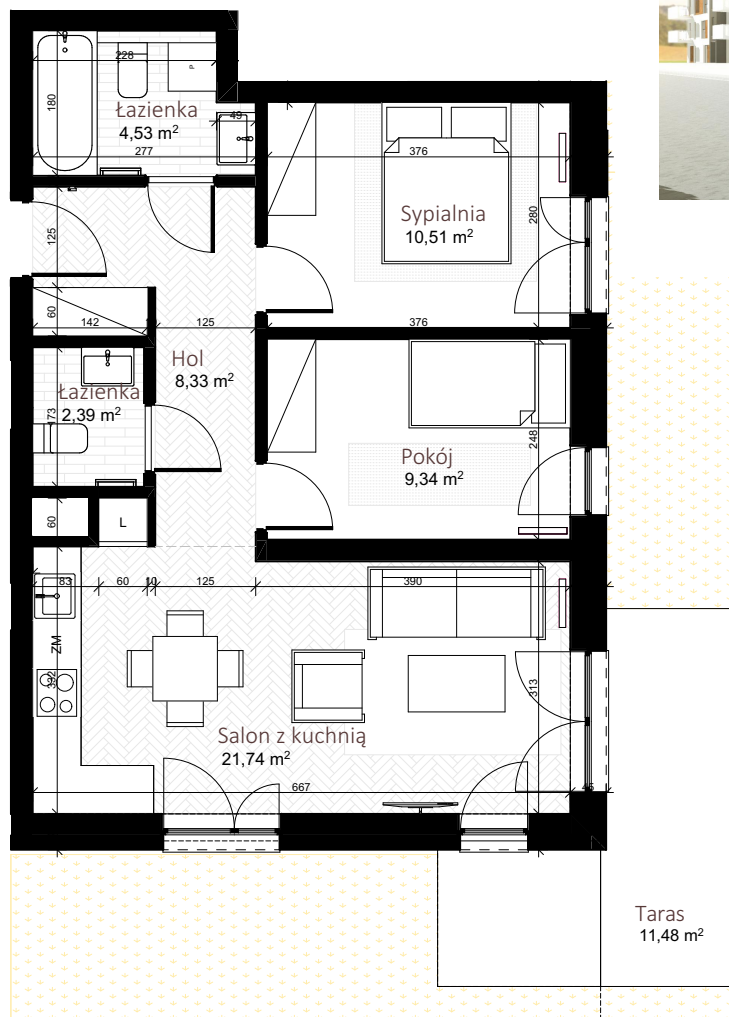 228
P
180
Łazienka
4,53 m²
49
277
376
125
Sypialnia
10,51 m²
280
60
142
125
376
Hol
8,33 m²
Łazienka
2,39 m²
173
248
Pokój
9,34 m²
60
L
83
60
10
125
390
ZM
332
313
Salon z kuchnią
21,74 m²
667
45
Taras
11,48 m²